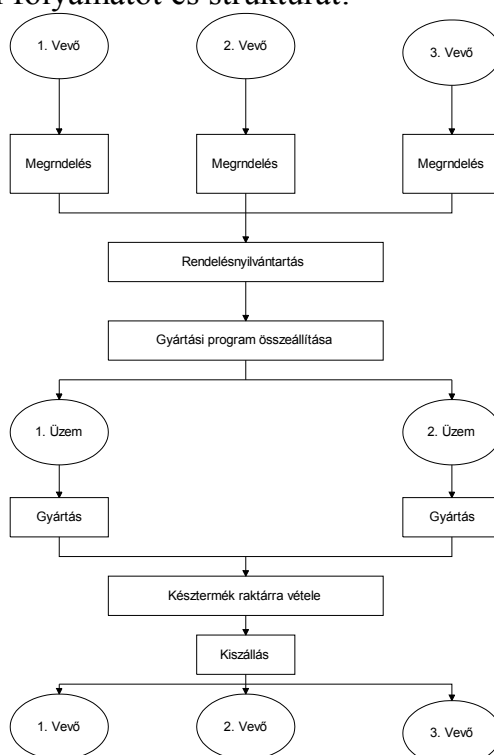 folyamatot és struktúrát:
1. Vevő
2. Vevő
3. Vevő
Megrndelés
Megrndelés
Megrndelés
Rendelésnyilvántartás
Gyártási program összeállítása
1. Üzem
2. Üzem
Gyártás
Gyártás
Késztermék raktárra vétele
Kiszállás
1. Vevő
2. Vevő
3. Vevő